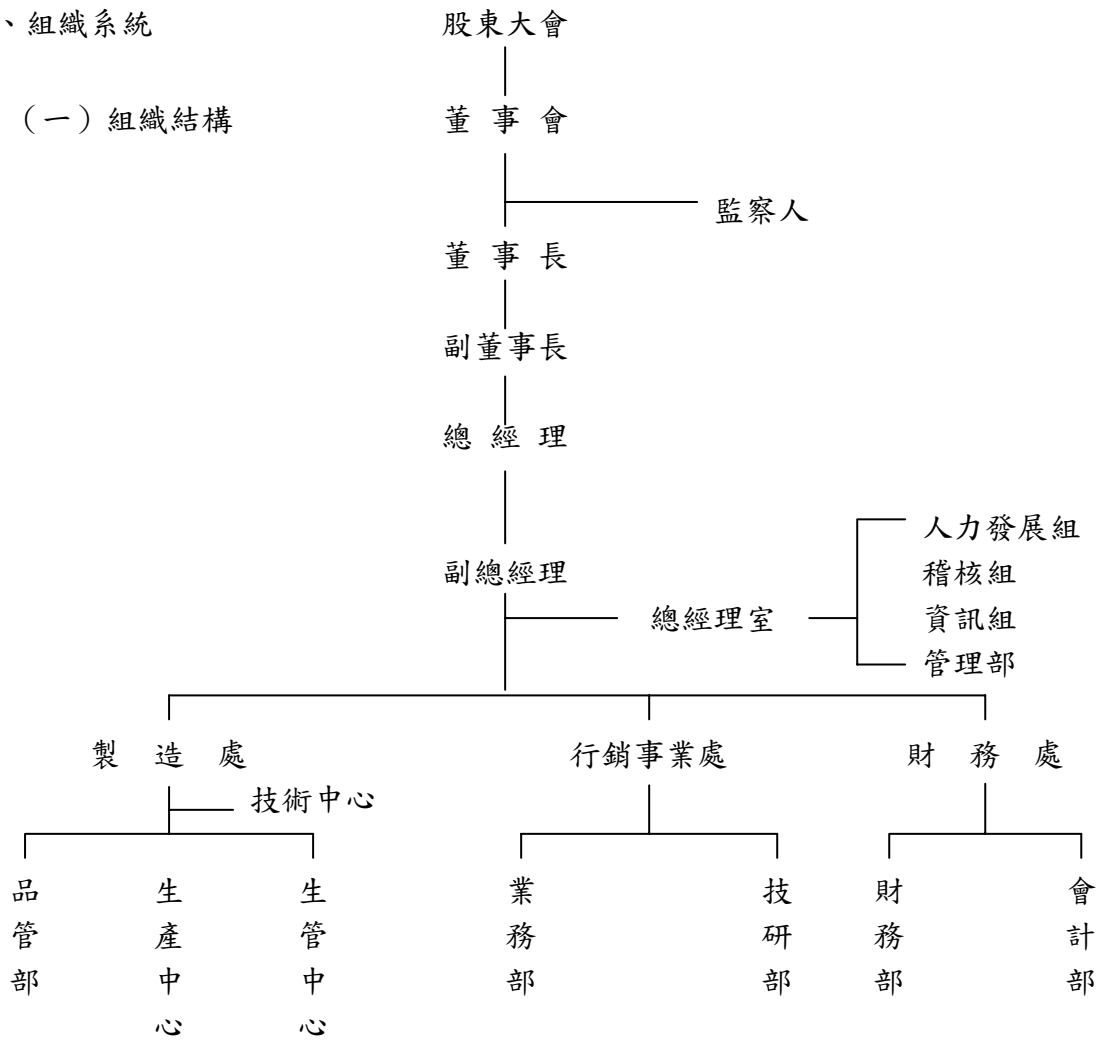 、組織系統
股東大會
（一）組織結構
董事會
監察人
董事長
副董事長
總經理
人力發展組
副總經理
稽核組
總經理室
資訊組
管理部
製造處
行銷事業處
財務處
技術中心
品管部
生產中心
生管中心
業務部
技研部
財務部
會計部